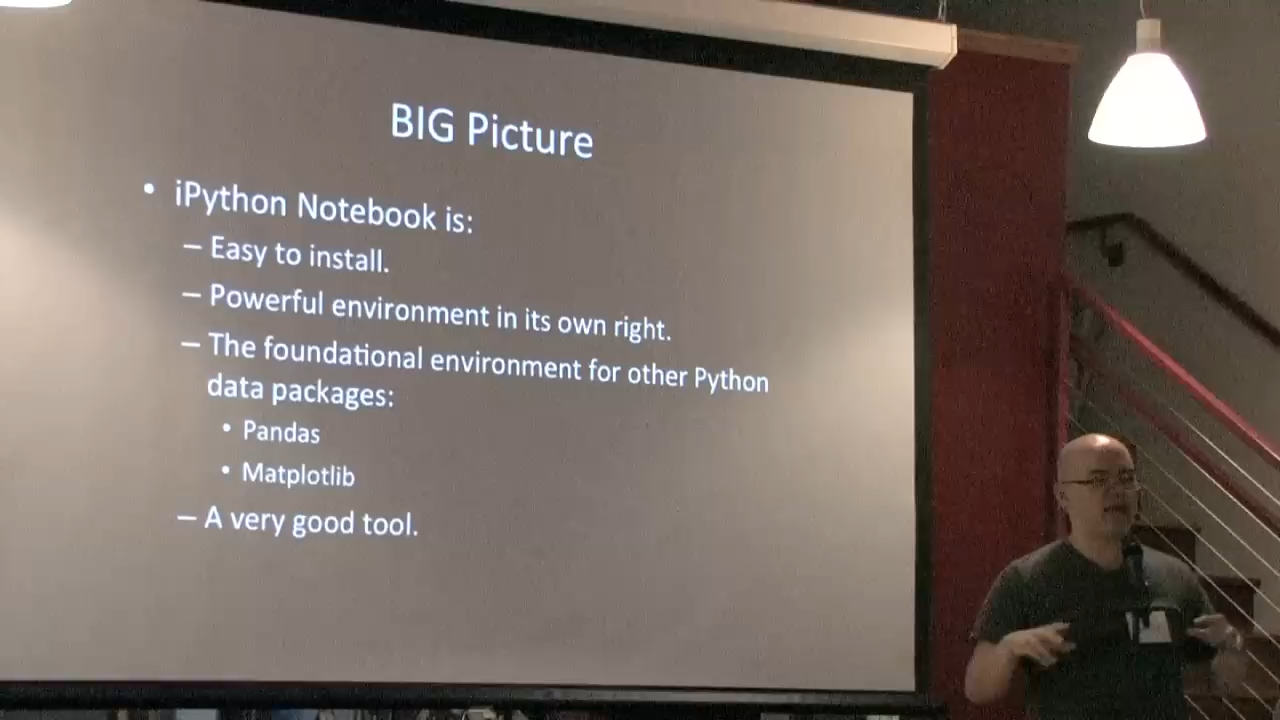 BIG Picture
• iPython Notebook is:
– Easy to install.
– Powerful environment in its own right.
– The foundational environment for other Python
data packages:
• Pandas
• Matplotlib
– A very good tool.